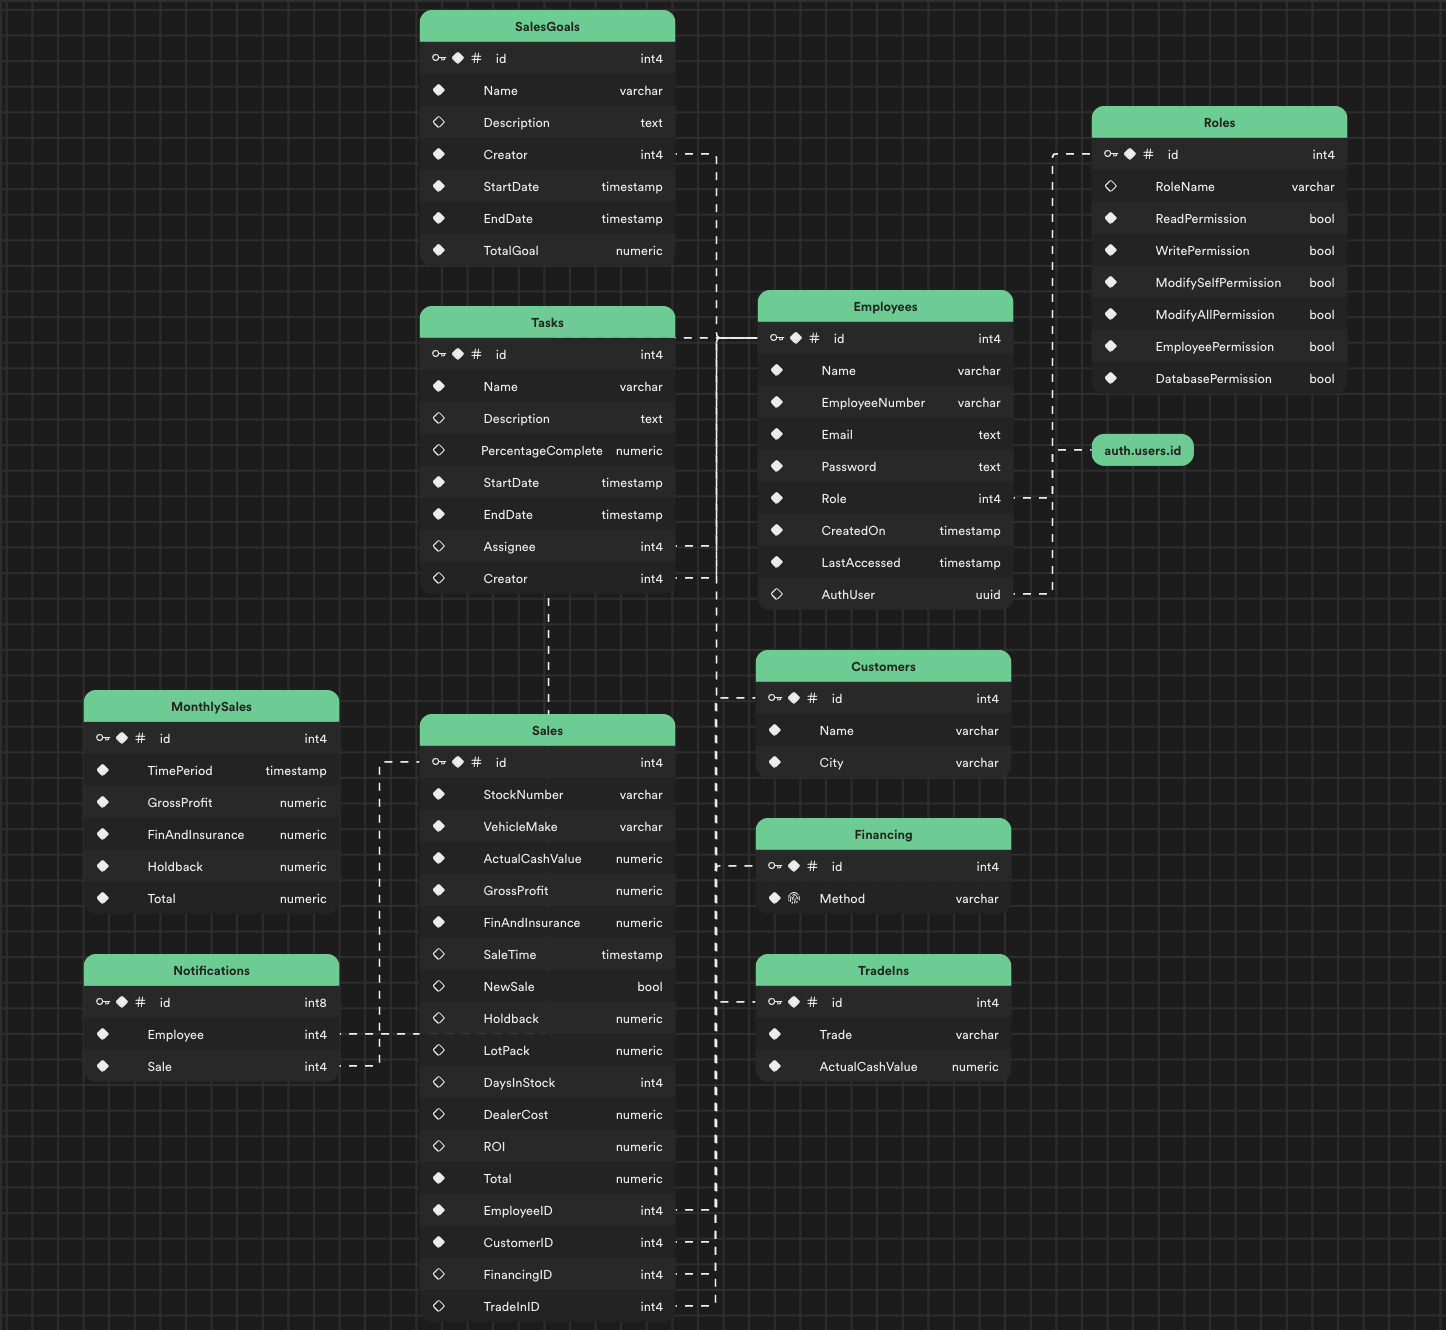 SalesGoals
# id int4
Name varchar
Description text
Creator int4
StartDate timestamp
EndDate timestamp
TotalGoal numeric
Roles
# id int4
RoleName varchar
ReadPermission bool
WritePermission bool
ModifySelfPermission bool
ModifyAllPermission bool
EmployeePermission bool
DatabasePermission bool
Tasks
# id int4
Name varchar
Description text
PercentageComplete numeric
StartDate timestamp
EndDate timestamp
Assignee int4
Creator int4
Employees
# id int4
Name varchar
EmployeeNumber varchar
Email text
Password text
Role int4
CreatedOn timestamp
LastAccessed timestamp
AuthUser uuid
auth.users.id
Customers
# id int4
Name varchar
City varchar
MonthlySales
# id int4
TimePeriod timestamp
GrossProfit numeric
FinAndInsurance numeric
Holdback numeric
Total numeric
Sales
# id int4
StockNumber varchar
VehicleMake varchar
ActualCashValue numeric
GrossProfit numeric
FinAndInsurance numeric
SaleTime timestamp
NewSale bool
Holdback numeric
LotPack numeric
DaysInStock int4
DealerCost numeric
ROI numeric
Total numeric
EmployeeID int4
CustomerID int4
FinancingID int4
TradeInID int4
Financing
# id int4
Method varchar
Notifications
# id int8
Employee int4
Sale int4
TradeIns
# id int4
Trade varchar
ActualCashValue numeric